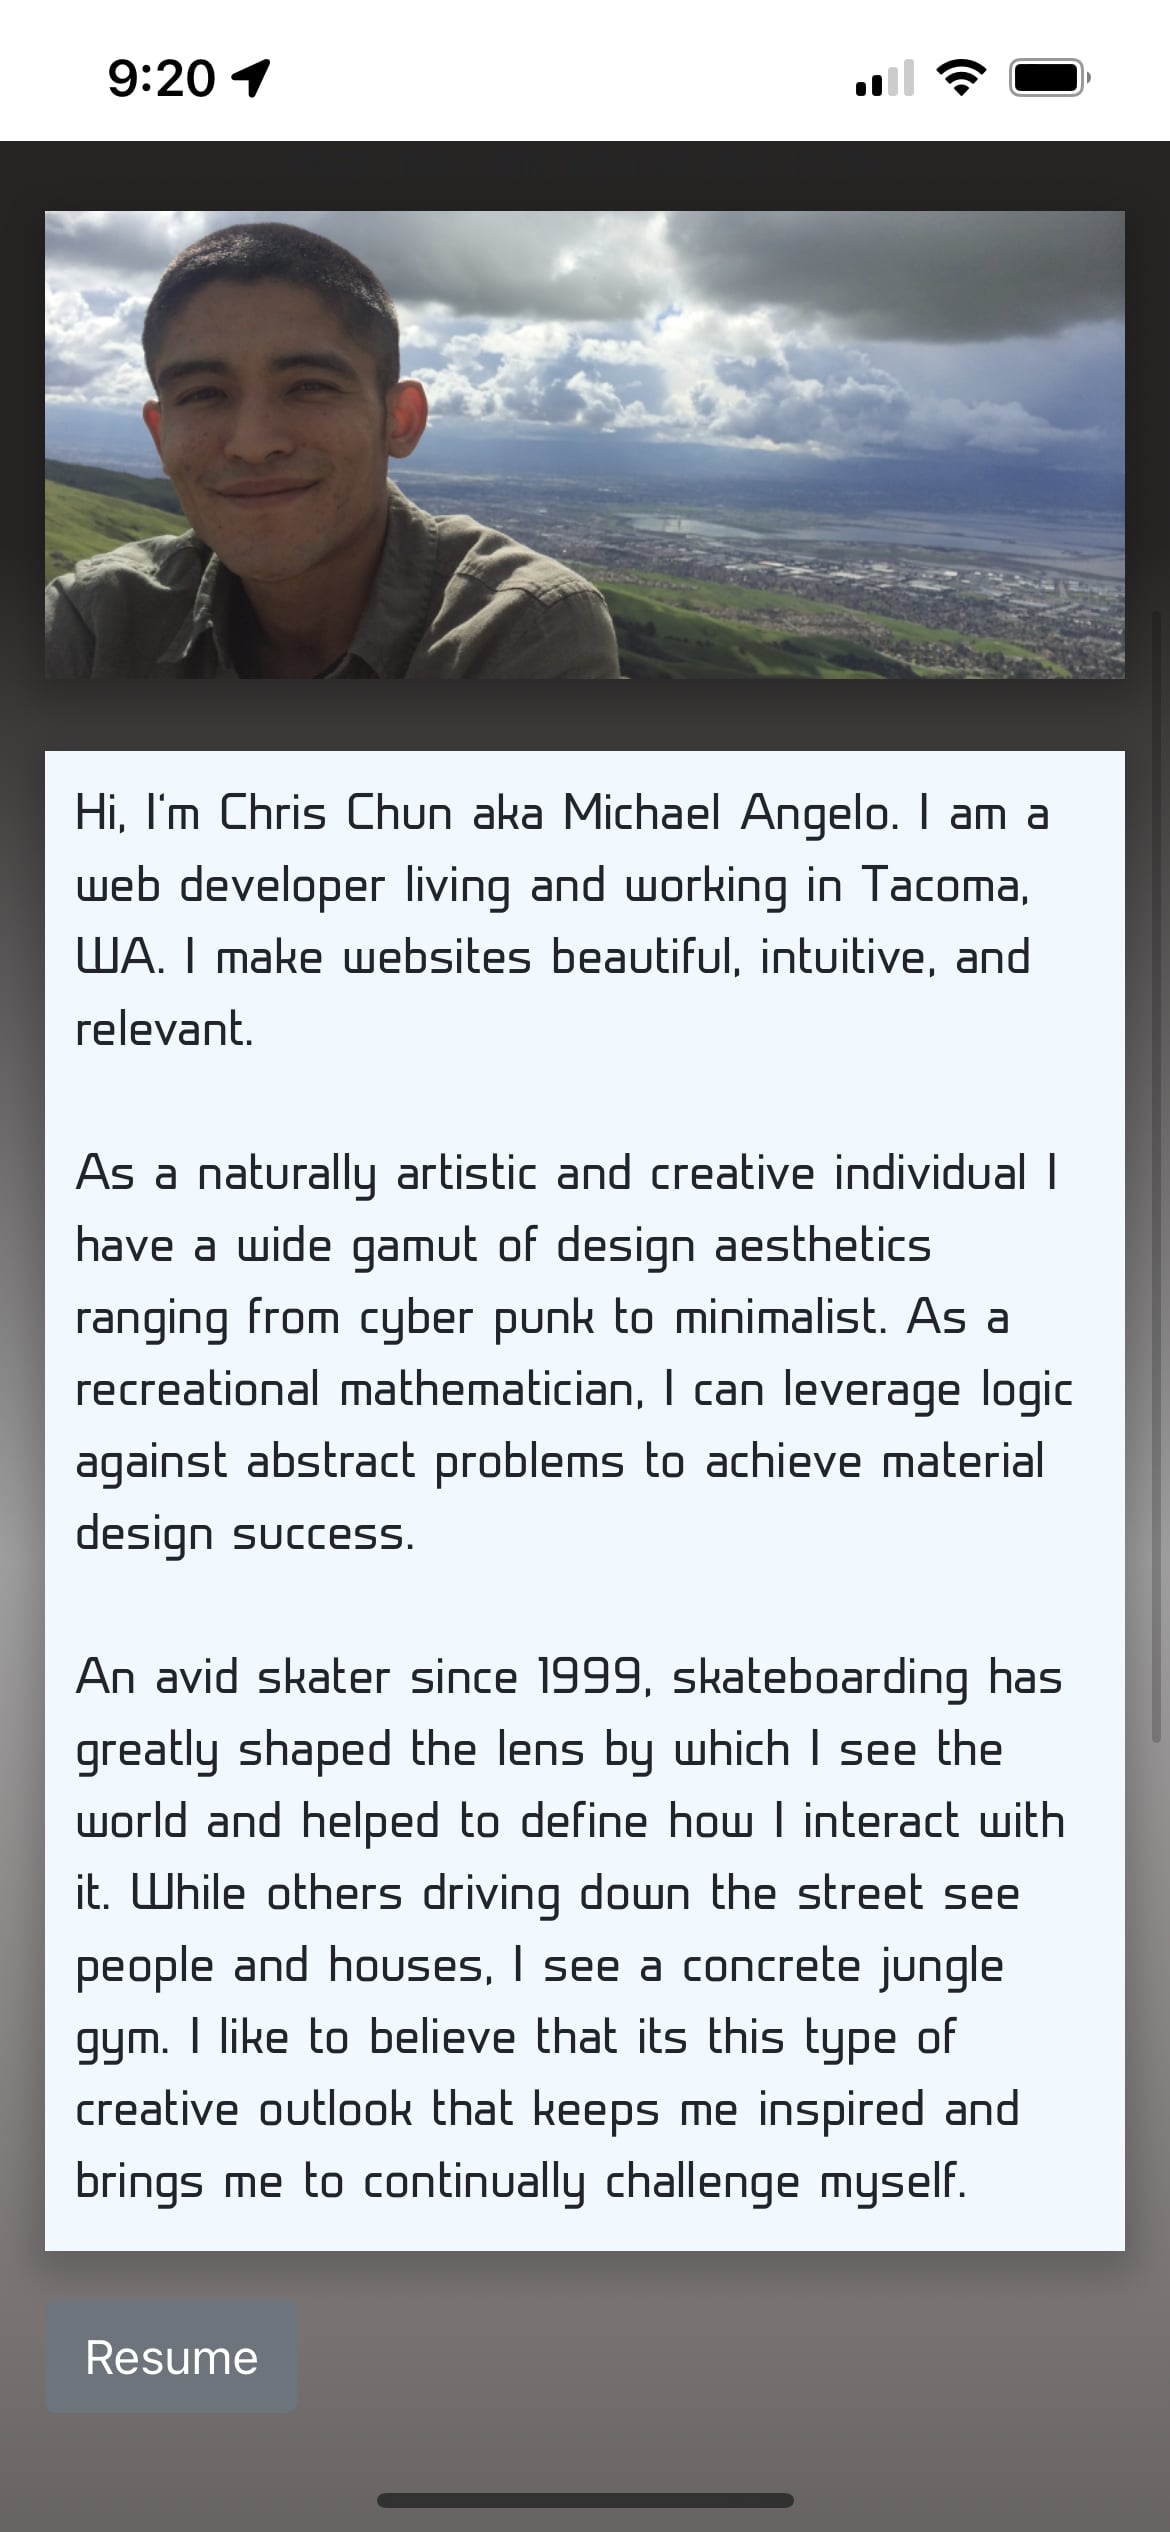 9:20
Hi, I'm Chris Chun aka Michael Angelo. I am a
web developer living and working in Tacoma,
WA. I make websites beautiful, intuitive, and
relevant.
As a naturally artistic and creative individual I
have a wide gamut of design aesthetics
ranging from cyber punk to minimalist. As a
recreational mathematician, I can leverage logic
against abstract problems to achieve material
design success.
An avid skater since 1999, skateboarding has
greatly shaped the lens by which I see the
world and helped to define how I interact with
it. While others driving down the street see
people and houses, I see a concrete jungle
gym. I like to believe that its this type of
creative outlook that keeps me inspired and
brings me to continually challenge myself.
Resume